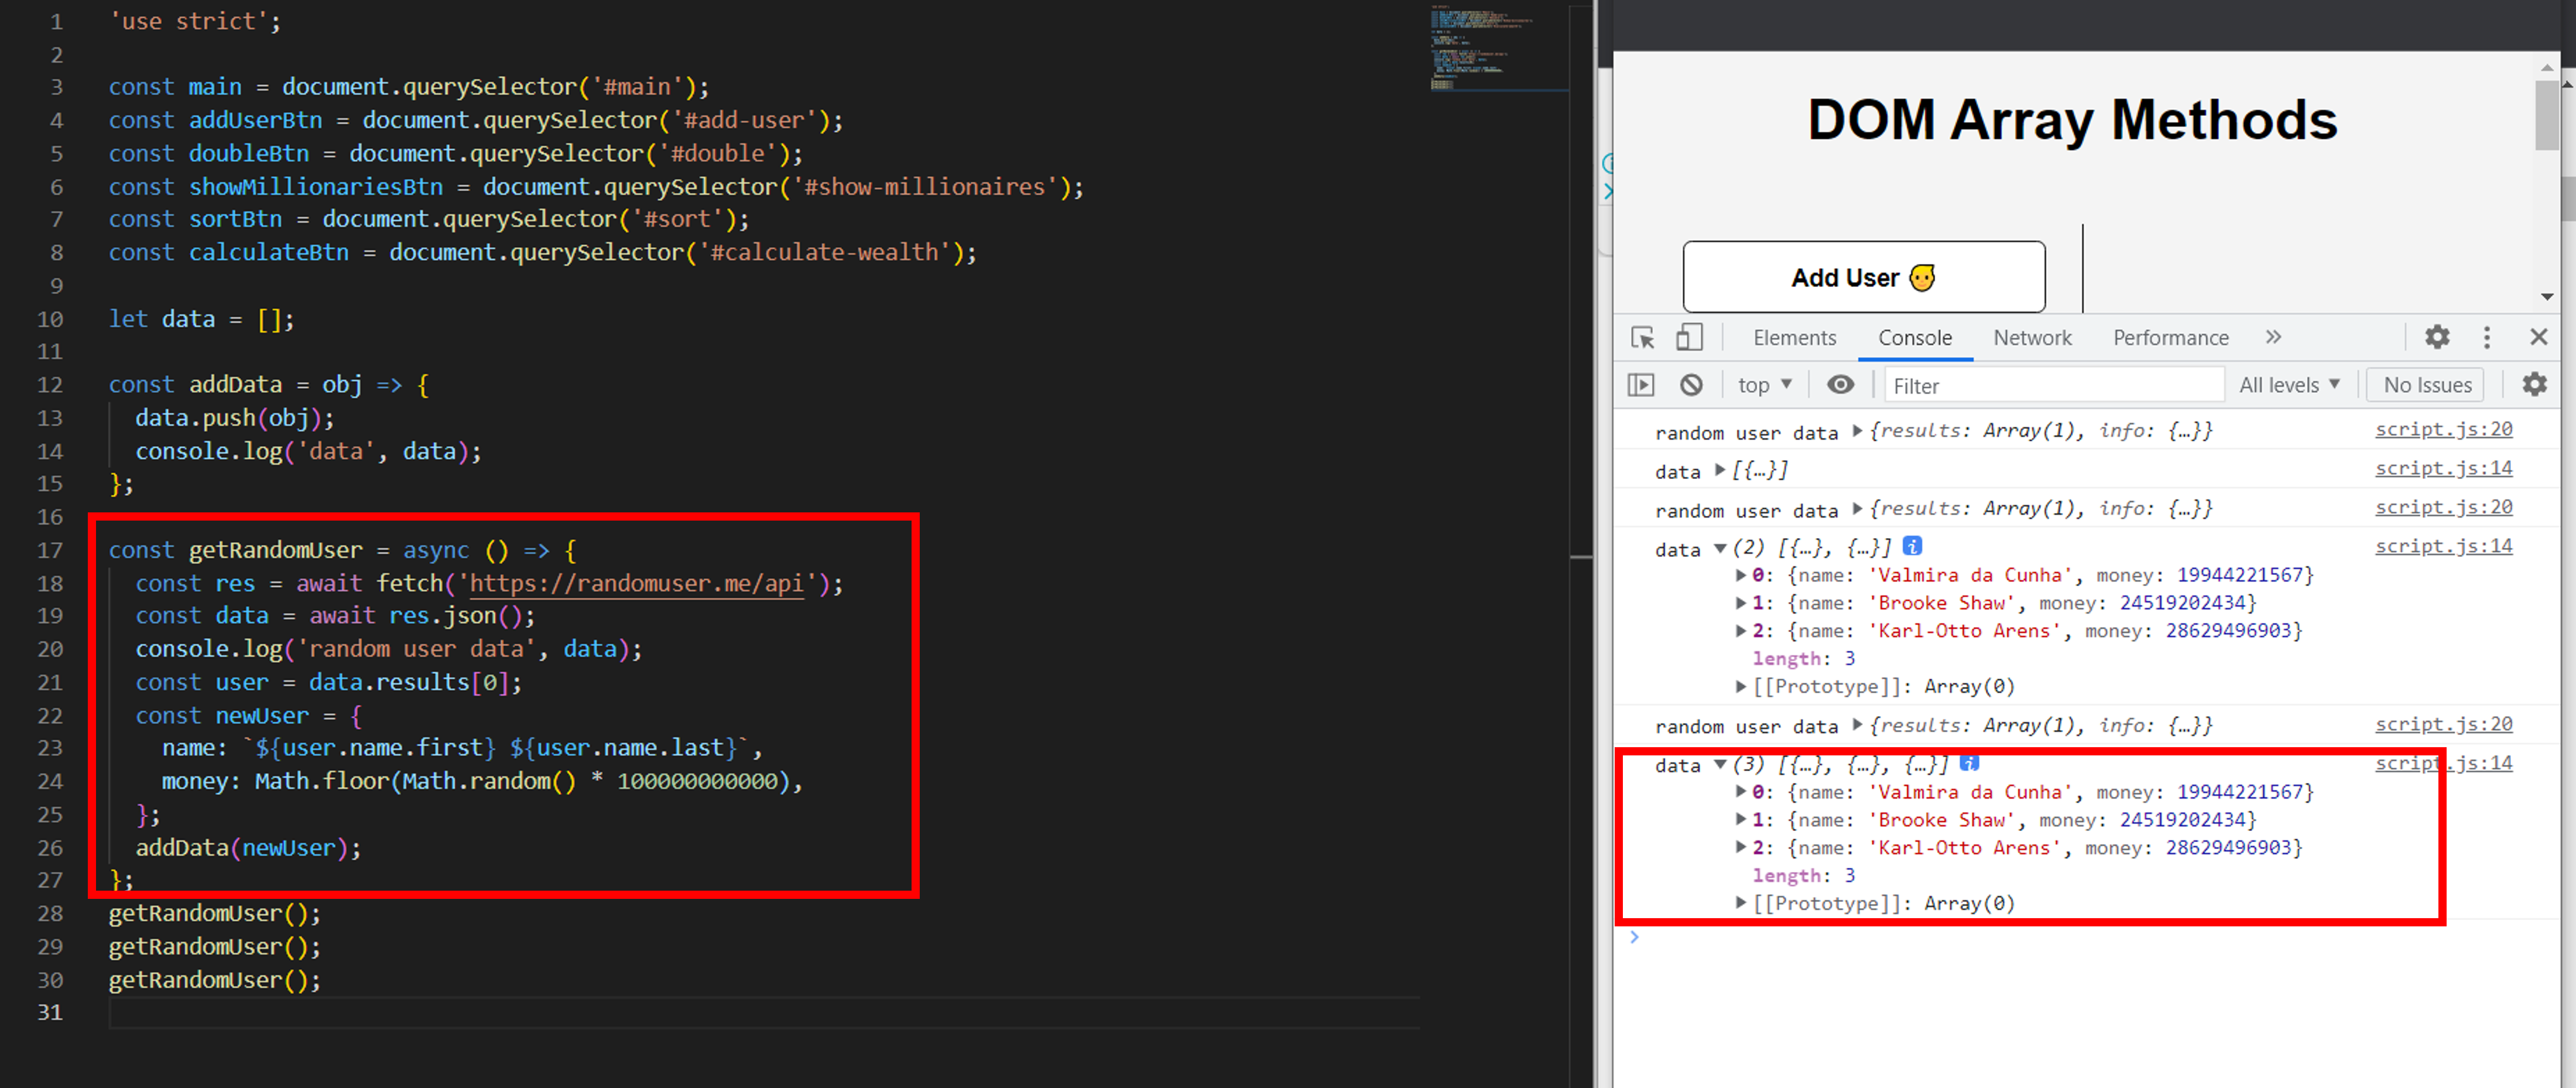 1 'use strict';
2
3 const main = document.querySelector('#main');
4 const addUserBtn = document.querySelector('#add-user');
5 const doubleBtn = document.querySelector('#double');
6 const showMillionariesBtn = document.querySelector('#show-millionaires');
7 const sortBtn = document.querySelector('#sort');
8 const calculateBtn = document.querySelector('#calculate-wealth');
9
10 let data = [];
11
12 const addData = obj => {
13 data.push(obj);
14 console.log('data', data);
15 };
16
17 const getRandomUser = async () => {
18 const res = await fetch('https://randomuser.me/api');
19 const data = await res.json();
20 console.log('random user data', data);
21 const user = data.results[0];
22 const newUser = {
23 name: `${user.name.first} ${user.name.last}`,
24 money: Math.floor(Math.random() * 100000000000),
25 };
26 addData(newUser);
27 };
28 getRandomUser();
29 getRandomUser();
30 getRandomUser();
31
DOM Array Methods
Add User
Elements Console Network Performance »
top ▼ Filter All levels ▼ No Issues
random user data ▶ {results: Array(1), info: {…}} script.js:20
data ▶ [{…}] script.js:14
random user data ▶ {results: Array(1), info: {…}} script.js:20
data ▼ (2) [{…}, {…}] i script.js:14
▶ 0: {name: 'Valmira da Cunha', money: 19944221567}
▶ 1: {name: 'Brooke Shaw', money: 24519202434}
▶ 2: {name: 'Karl-Otto Arens', money: 28629496903}
length: 3
▶ [[Prototype]]: Array(0)
random user data ▶ {results: Array(1), info: {…}} script.js:20
data ▼ (3) [{…}, {…}, {…}] i script.js:14
▶ 0: {name: 'Valmira da Cunha', money: 19944221567}
▶ 1: {name: 'Brooke Shaw', money: 24519202434}
▶ 2: {name: 'Karl-Otto Arens', money: 28629496903}
length: 3
▶ [[Prototype]]: Array(0)
>